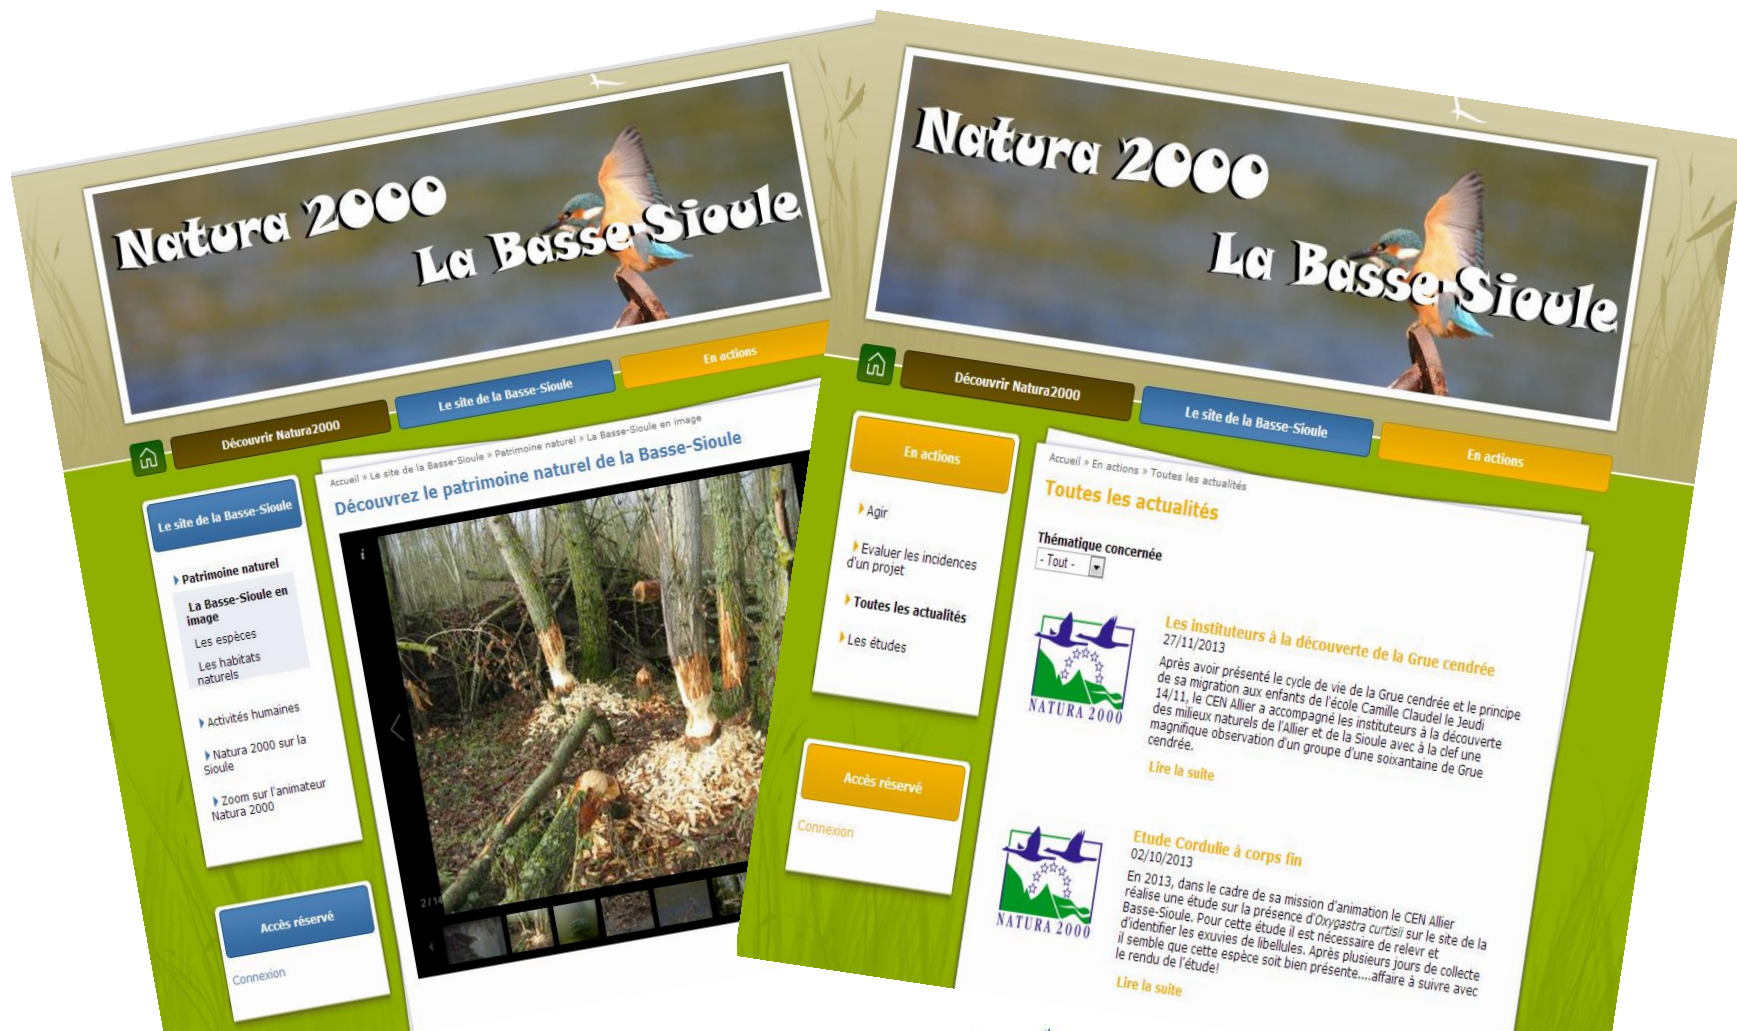 Natura 2000
La Basse-Sioule
Découvrir Natura2000
Le site de la Basse-Sioule
En actions
Le site de la Basse-Sioule
Patrimoine naturel
La Basse-Sioule en
image
Les espèces
Les habitats
naturels
Activités humaines
Natura 2000 sur la
Sioule
Zoom sur l'animateur
Natura 2000
Accès réservé
Connexion
Accueil » Le site de la Basse-Sioule » Patrimoine naturel » La Basse-Sioule en image
Découvrez le patrimoine naturel de la Basse-Sioule
i
2/14
Natura 2000
La Basse-Sioule
Découvrir Natura2000
Le site de la Basse-Sioule
En actions
En actions
Agir
Evaluer les incidences
d'un projet
Toutes les actualités
Les études
Accès réservé
Connexion
Accueil » En actions » Toutes les actualités
Toutes les actualités
Thématique concernée
- Tout -
NATURA 2000
Les instituteurs à la découverte de la Grue cendrée
27/11/2013
Après avoir présenté le cycle de vie de la Grue cendrée et le principe
de sa migration aux enfants de l'école Camille Claudel le Jeudi
14/11, le CEN Allier a accompagné les instituteurs à la découverte
des milieux naturels de l'Allier et de la Sioule avec à la clef une
magnifique observation d'un groupe d'une soixantaine de Grue
cendrée.
Lire la suite
NATURA 2000
Etude Cordulie à corps fin
02/10/2013
En 2013, dans le cadre de sa mission d'animation le CEN Allier
réalise une étude sur la présence d'Oxygastra curtisii sur le site de la
Basse-Sioule. Pour cette étude il est nécessaire de relevr et
d'identifier les exuvies de libellules. Après plusieurs jours de collecte
il semble que cette espèce soit bien présente....affaire à suivre avec
le rendu de l'étude!
Lire la suite